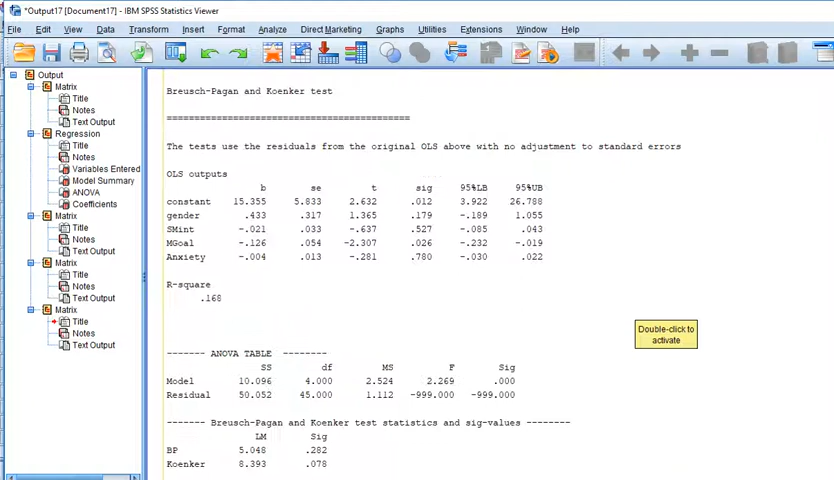 *Output17 [Document17] - IBM SPSS Statistics Viewer
File Edit View Data Transform Insert Format Analyze Direct Marketing Graphs Utilities Extensions Window Help
Output
Matrix
Title
Notes
Text Output
Regression
Title
Notes
Variables Entered
Model Summary
ANOVA
Coefficients
Matrix
Title
Notes
Text Output
Matrix
Title
Notes
Text Output
Matrix
Title
Notes
Text Output
Breusch-Pagan and Koenker test
==========================================
The tests use the residuals from the original OLS above with no adjustment to standard errors
OLS outputs
b se t sig 95%LB 95%UB
constant 15.355 5.833 2.632 .012 3.922 26.788
gender .433 .317 1.365 .179 -.189 1.055
SMint -.021 .033 -.637 .527 -.085 .043
MGoal -.126 .054 -2.307 .026 -.232 -.019
Anxiety -.004 .013 -.281 .780 -.030 .022
R-square
.168
------- ANOVA TABLE --------
SS df MS F Sig
Model 10.096 4.000 2.524 2.269 .000
Residual 50.052 45.000 1.112 -999.000 -999.000
------- Breusch-Pagan and Koenker test statistics and sig-values --------
LM Sig
BP 5.048 .282
Koenker 8.393 .078
Double-click to
activate